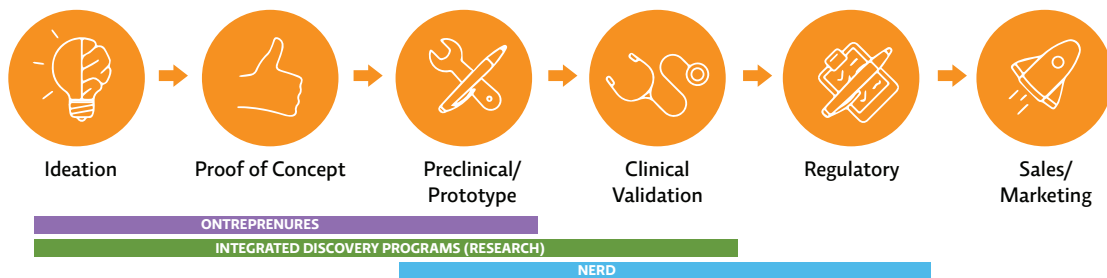 Ideation
Proof of Concept
Preclinical/
Prototype
Clinical
Validation
Regulatory
Sales/
Marketing
ONTREPRENURES
INTEGRATED DISCOVERY PROGRAMS (RESEARCH)
NERD